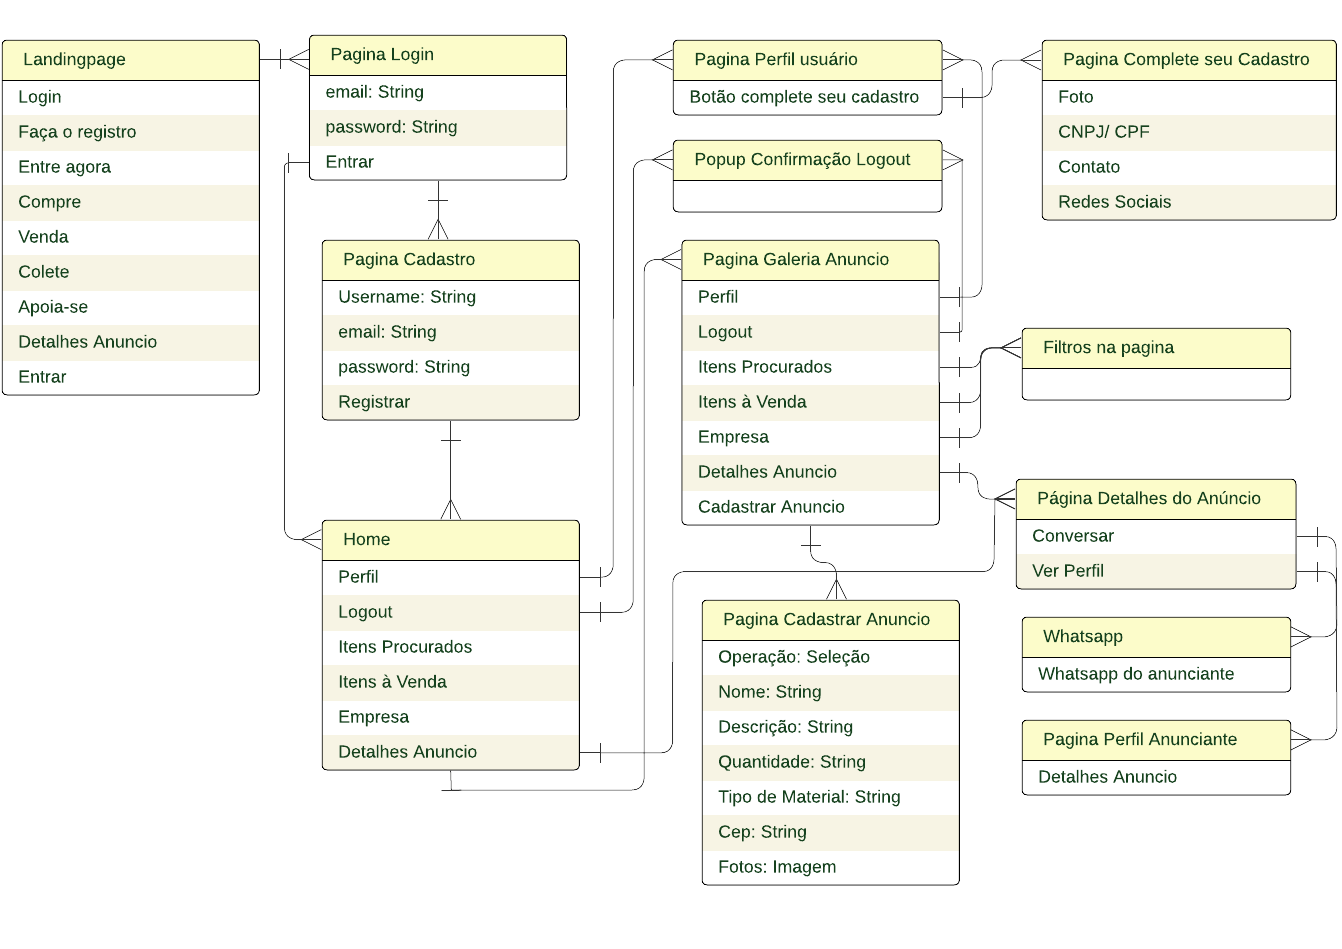 Landingpage
Login
Faça o registro
Entre agora
Compre
Venda
Colete
Apoia-se
Detalhes Anuncio
Entrar
Pagina Login
email: String
password: String
Entrar
Pagina Cadastro
Username: String
email: String
password: String
Registrar
Home
Perfil
Logout
Itens Procurados
Itens à Venda
Empresa
Detalhes Anuncio
Pagina Perfil usuário
Botão complete seu cadastro
Popup Confirmação Logout
Pagina Galeria Anuncio
Perfil
Logout
Itens Procurados
Itens à Venda
Empresa
Detalhes Anuncio
Cadastrar Anuncio
Pagina Cadastrar Anuncio
Operação: Seleção
Nome: String
Descrição: String
Quantidade: String
Tipo de Material: String
Cep: String
Fotos: Imagem
Pagina Complete seu Cadastro
Foto
CNPJ/ CPF
Contato
Redes Sociais
Filtros na pagina
Página Detalhes do Anúncio
Conversar
Ver Perfil
Whatsapp
Whatsapp do anunciante
Pagina Perfil Anunciante
Detalhes Anuncio